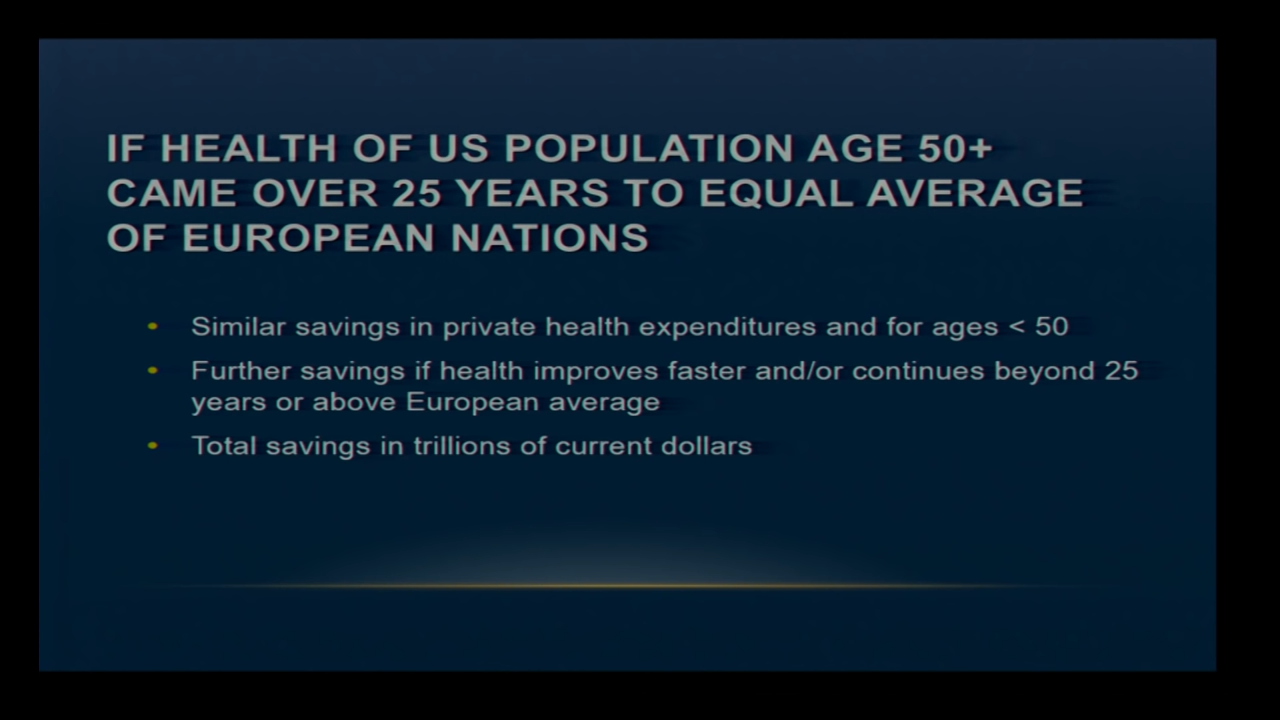 IF HEALTH OF US POPULATION AGE 50+
CAME OVER 25 YEARS TO EQUAL AVERAGE
OF EUROPEAN NATIONS
• Similar savings in private health expenditures and for ages < 50
• Further savings if health improves faster and/or continues beyond 25
years or above European average
• Total savings in trillions of current dollars